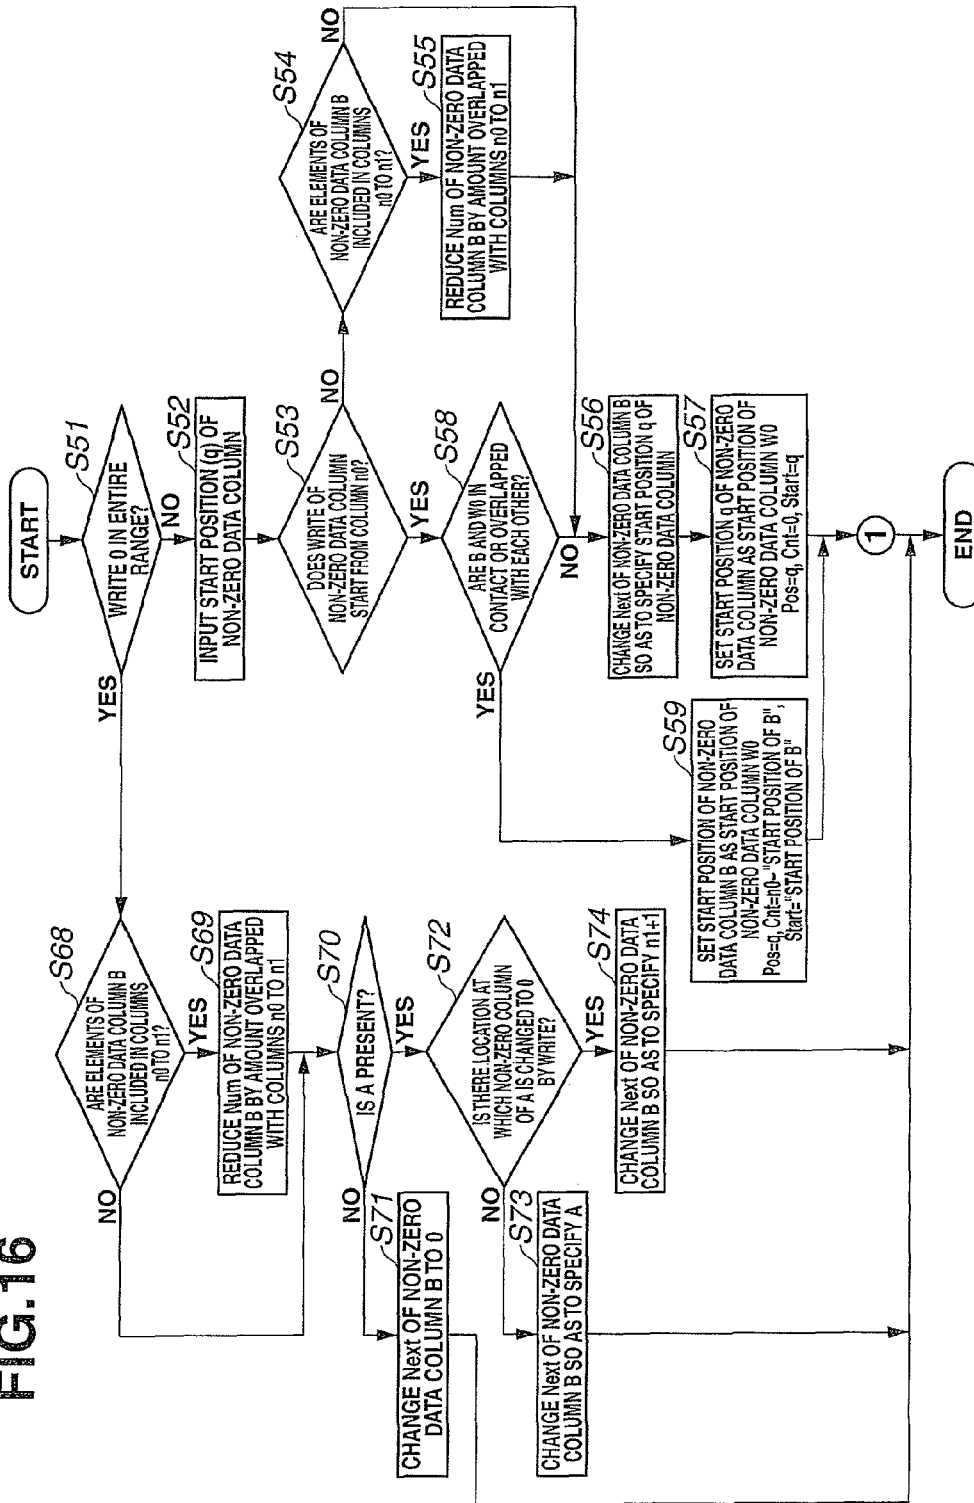 FIG.16
START
S51
WRITE 0 IN ENTIRE
RANGE?
YES
NO
S52
INPUT START POSITION (q) OF
NON-ZERO DATA COLUMN
S53
DOES WRITE OF
NON-ZERO DATA COLUMN
START FROM COLUMN n0?
NO
YES
S54
ARE ELEMENTS OF
NON-ZERO DATA COLUMN B
INCLUDED IN COLUMNS
n0 TO n1?
NO
YES
S55
REDUCE Num OF NON-ZERO DATA
COLUMN B BY AMOUNT OVERLAPPED
WITH COLUMNS n0 TO n1
S58
ARE B AND W0 IN
CONTACT OR OVERLAPPED
WITH EACH OTHER?
YES
NO
S56
CHANGE Next OF NON-ZERO DATA COLUMN B
SO AS TO SPECIFY START POSITION q OF
NON-ZERO DATA COLUMN
S57
SET START POSITION q OF NON-ZERO
DATA COLUMN AS START POSITION OF
NON-ZERO DATA COLUMN W0
Pos=q, Cnt=0, Start=q
S59
SET START POSITION OF NON-ZERO
DATA COLUMN B AS START POSITION OF
NON-ZERO DATA COLUMN W0
Pos=q, Cnt=n0-"START POSITION OF B",
Start="START POSITION OF B"
1
S68
ARE ELEMENTS OF
NON-ZERO DATA COLUMN B
INCLUDED IN COLUMNS
n0 TO n1?
NO
YES
S69
REDUCE Num OF NON-ZERO DATA
COLUMN B BY AMOUNT OVERLAPPED
WITH COLUMNS n0 TO n1
S70
IS A PRESENT?
NO
YES
S71
CHANGE Next OF NON-ZERO
DATA COLUMN B TO 0
S72
IS THERE LOCATION AT
WHICH NON-ZERO COLUMN
OF A IS CHANGED TO 0
BY WRITE?
NO
YES
S73
CHANGE Next OF NON-ZERO DATA
COLUMN B SO AS TO SPECIFY A
S74
CHANGE Next OF NON-ZERO DATA
COLUMN B SO AS TO SPECIFY n1+1
END